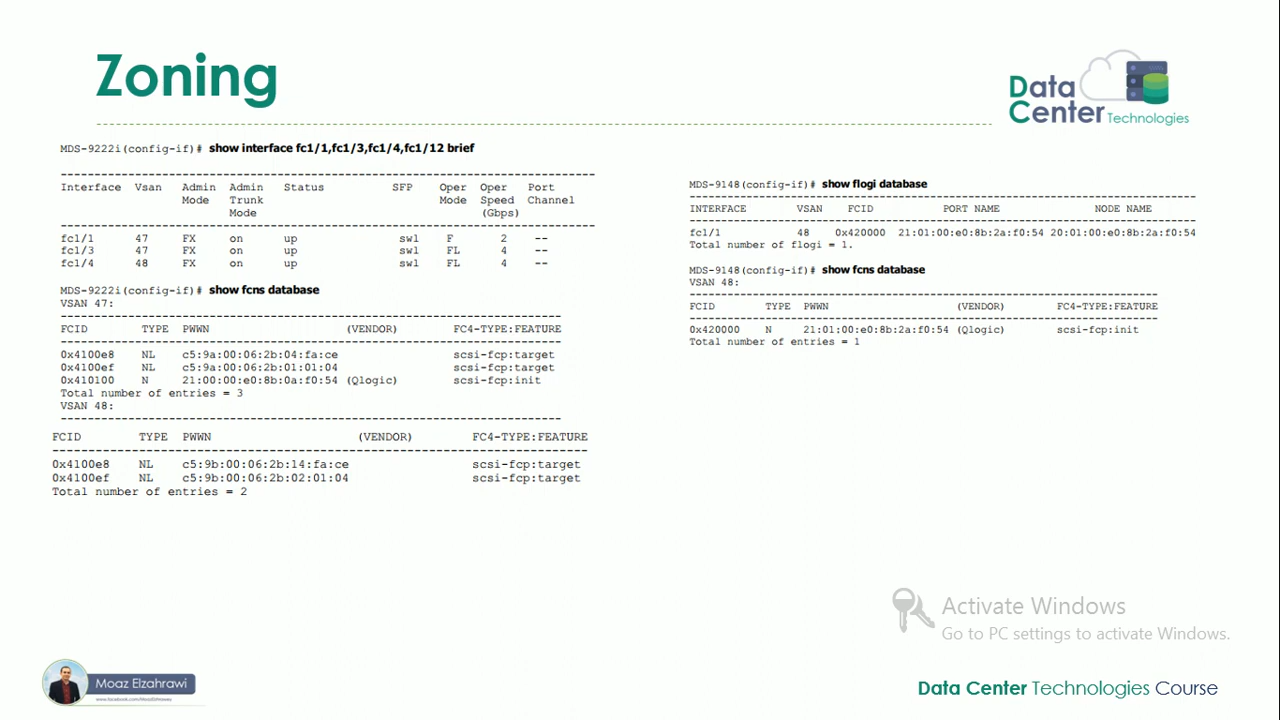 Zoning
Data
Center Technologies
MDS-9222i(config-if)# show interface fc1/1,fc1/3,fc1/4,fc1/12 brief
-------------------------------------------------------------------------------
Interface Vsan Admin Admin Status SFP Oper Oper Port
Mode Trunk Mode Speed Channel
Mode (Gbps)
-------------------------------------------------------------------------------
fc1/1 47 FX on up swl F 2 --
fc1/3 47 FX on up swl FL 4 --
fc1/4 48 FX on up swl FL 4 --
MDS-9222i(config-if)# show fcns database
VSAN 47:
--------------------------------------------------------------------------
FCID TYPE PWWN (VENDOR) FC4-TYPE:FEATURE
--------------------------------------------------------------------------
0x4100e8 NL c5:9a:00:06:2b:04:fa:ce scsi-fcp:target
0x4100ef NL c5:9a:00:06:2b:01:01:04 scsi-fcp:target
0x410100 N 21:00:00:e0:8b:0a:f0:54 (Qlogic) scsi-fcp:init
Total number of entries = 3
VSAN 48:
--------------------------------------------------------------------------
FCID TYPE PWWN (VENDOR) FC4-TYPE:FEATURE
--------------------------------------------------------------------------
0x4100e8 NL c5:9b:00:06:2b:14:fa:ce scsi-fcp:target
0x4100ef NL c5:9b:00:06:2b:02:01:04 scsi-fcp:target
Total number of entries = 2
MDS-9148(config-if)# show flogi database
--------------------------------------------------------------------------------
INTERFACE VSAN FCID PORT NAME NODE NAME
--------------------------------------------------------------------------------
fc1/1 48 0x420000 21:01:00:e0:8b:2a:f0:54 20:01:00:e0:8b:2a:f0:54
Total number of flogi = 1.
MDS-9148(config-if)# show fcns database
VSAN 48:
--------------------------------------------------------------------------
FCID TYPE PWWN (VENDOR) FC4-TYPE:FEATURE
--------------------------------------------------------------------------
0x420000 N 21:01:00:e0:8b:2a:f0:54 (Qlogic) scsi-fcp:init
Total number of entries = 1
Activate Windows
Go to PC settings to activate Windows.
Moaz Elzahrawi
Data Center Technologies Course